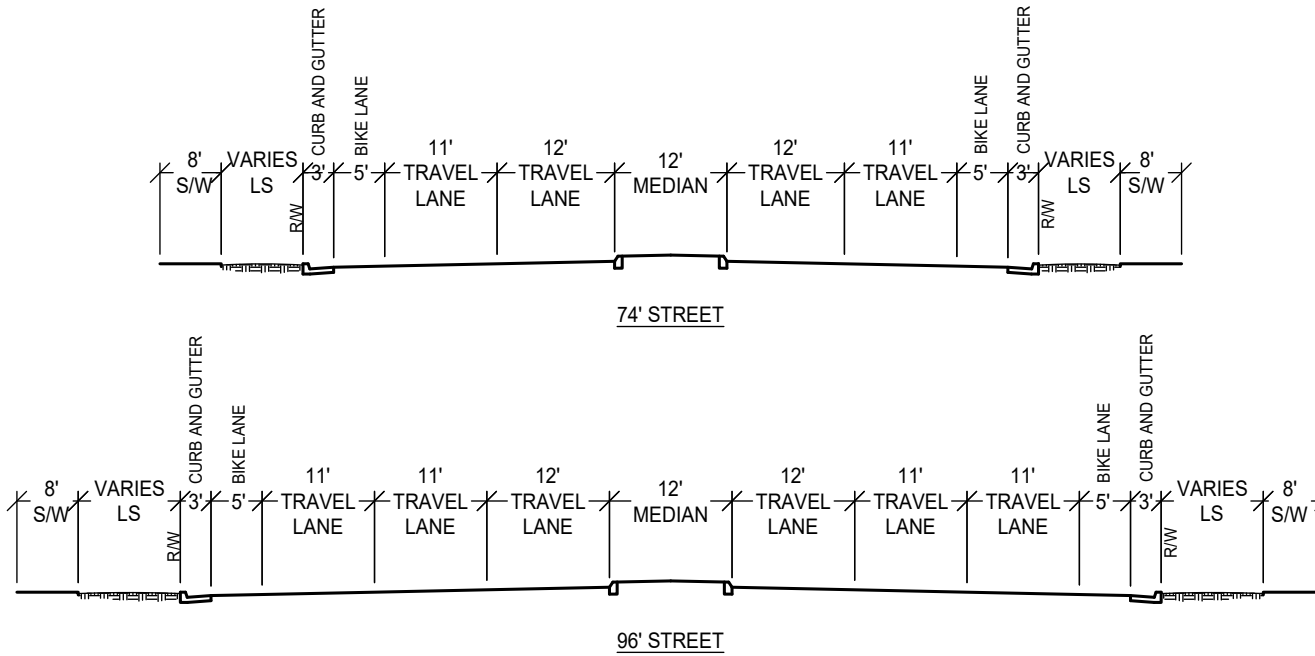 CURB AND GUTTER
BIKE LANE
BIKE LANE
CURB AND GUTTER
8'
S/W
VARIES
LS
3'
5'
11'
TRAVEL
LANE
12'
TRAVEL
LANE
12'
MEDIAN
12'
TRAVEL
LANE
11'
TRAVEL
LANE
5'
3'
VARIES
LS
8'
S/W
R/W
R/W
74' STREET
CURB AND GUTTER
BIKE LANE
BIKE LANE
CURB AND GUTTER
8'
S/W
VARIES
LS
3'
5'
11'
TRAVEL
LANE
11'
TRAVEL
LANE
12'
TRAVEL
LANE
12'
MEDIAN
12'
TRAVEL
LANE
11'
TRAVEL
LANE
11'
TRAVEL
LANE
5'
3'
VARIES
LS
8'
S/W
R/W
R/W
96' STREET